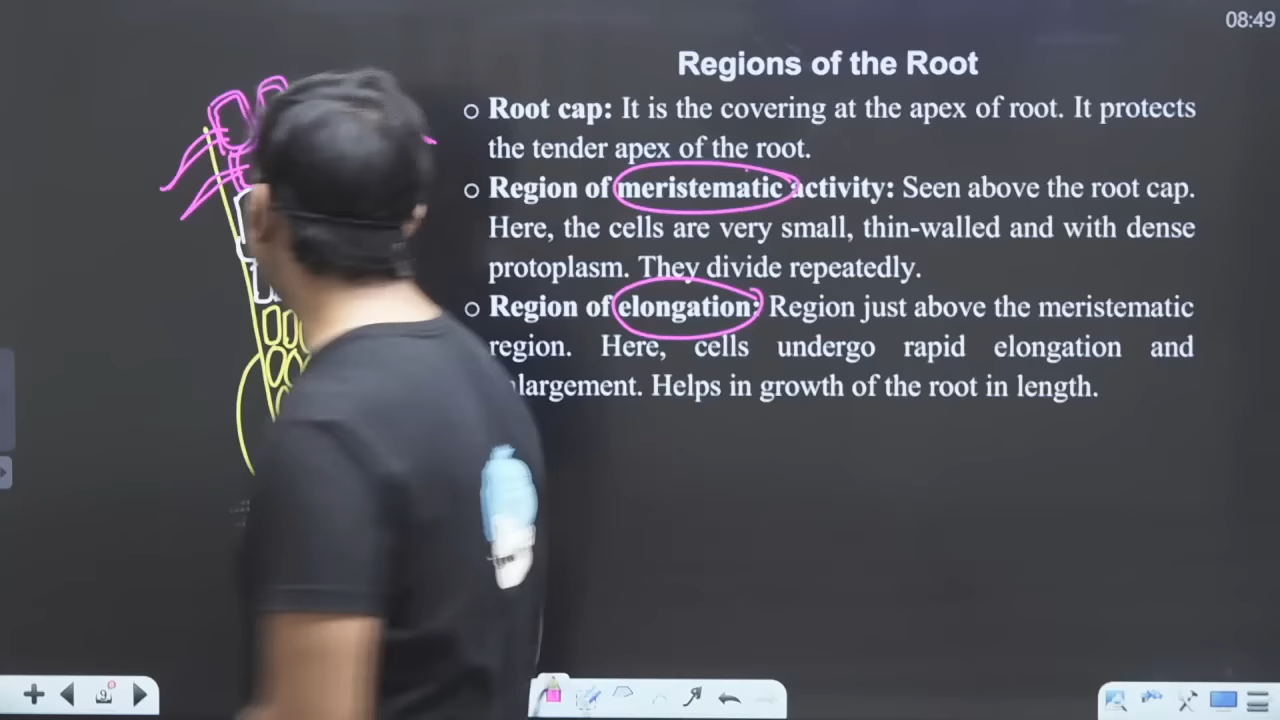 08:49
Regions of the Root
Root cap: It is the covering at the apex of root. It protects
the tender apex of the root.
Region of meristematic activity: Seen above the root cap.
Here, the cells are very small, thin-walled and with dense
protoplasm. They divide repeatedly.
Region of elongation: Region just above the meristematic
region. Here, cells undergo rapid elongation and
largement. Helps in growth of the root in length.
9